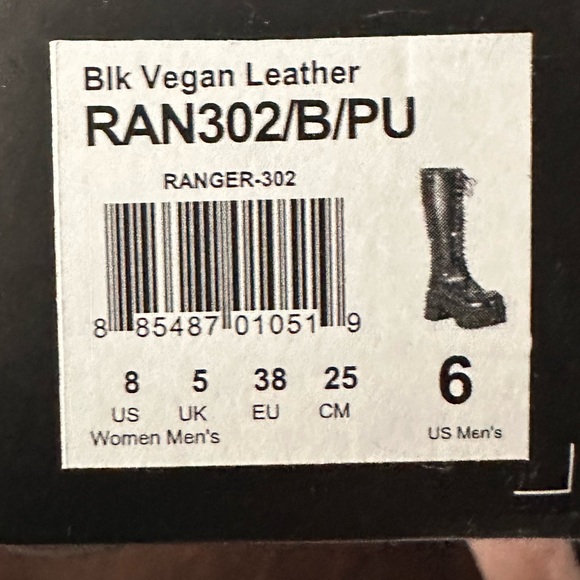 Blk Vegan Leather
RAN302/B/PU
RANGER-302
8 85487 01051 9
8 5 38 25 6
US UK EU CM
Women Men's
US Men's